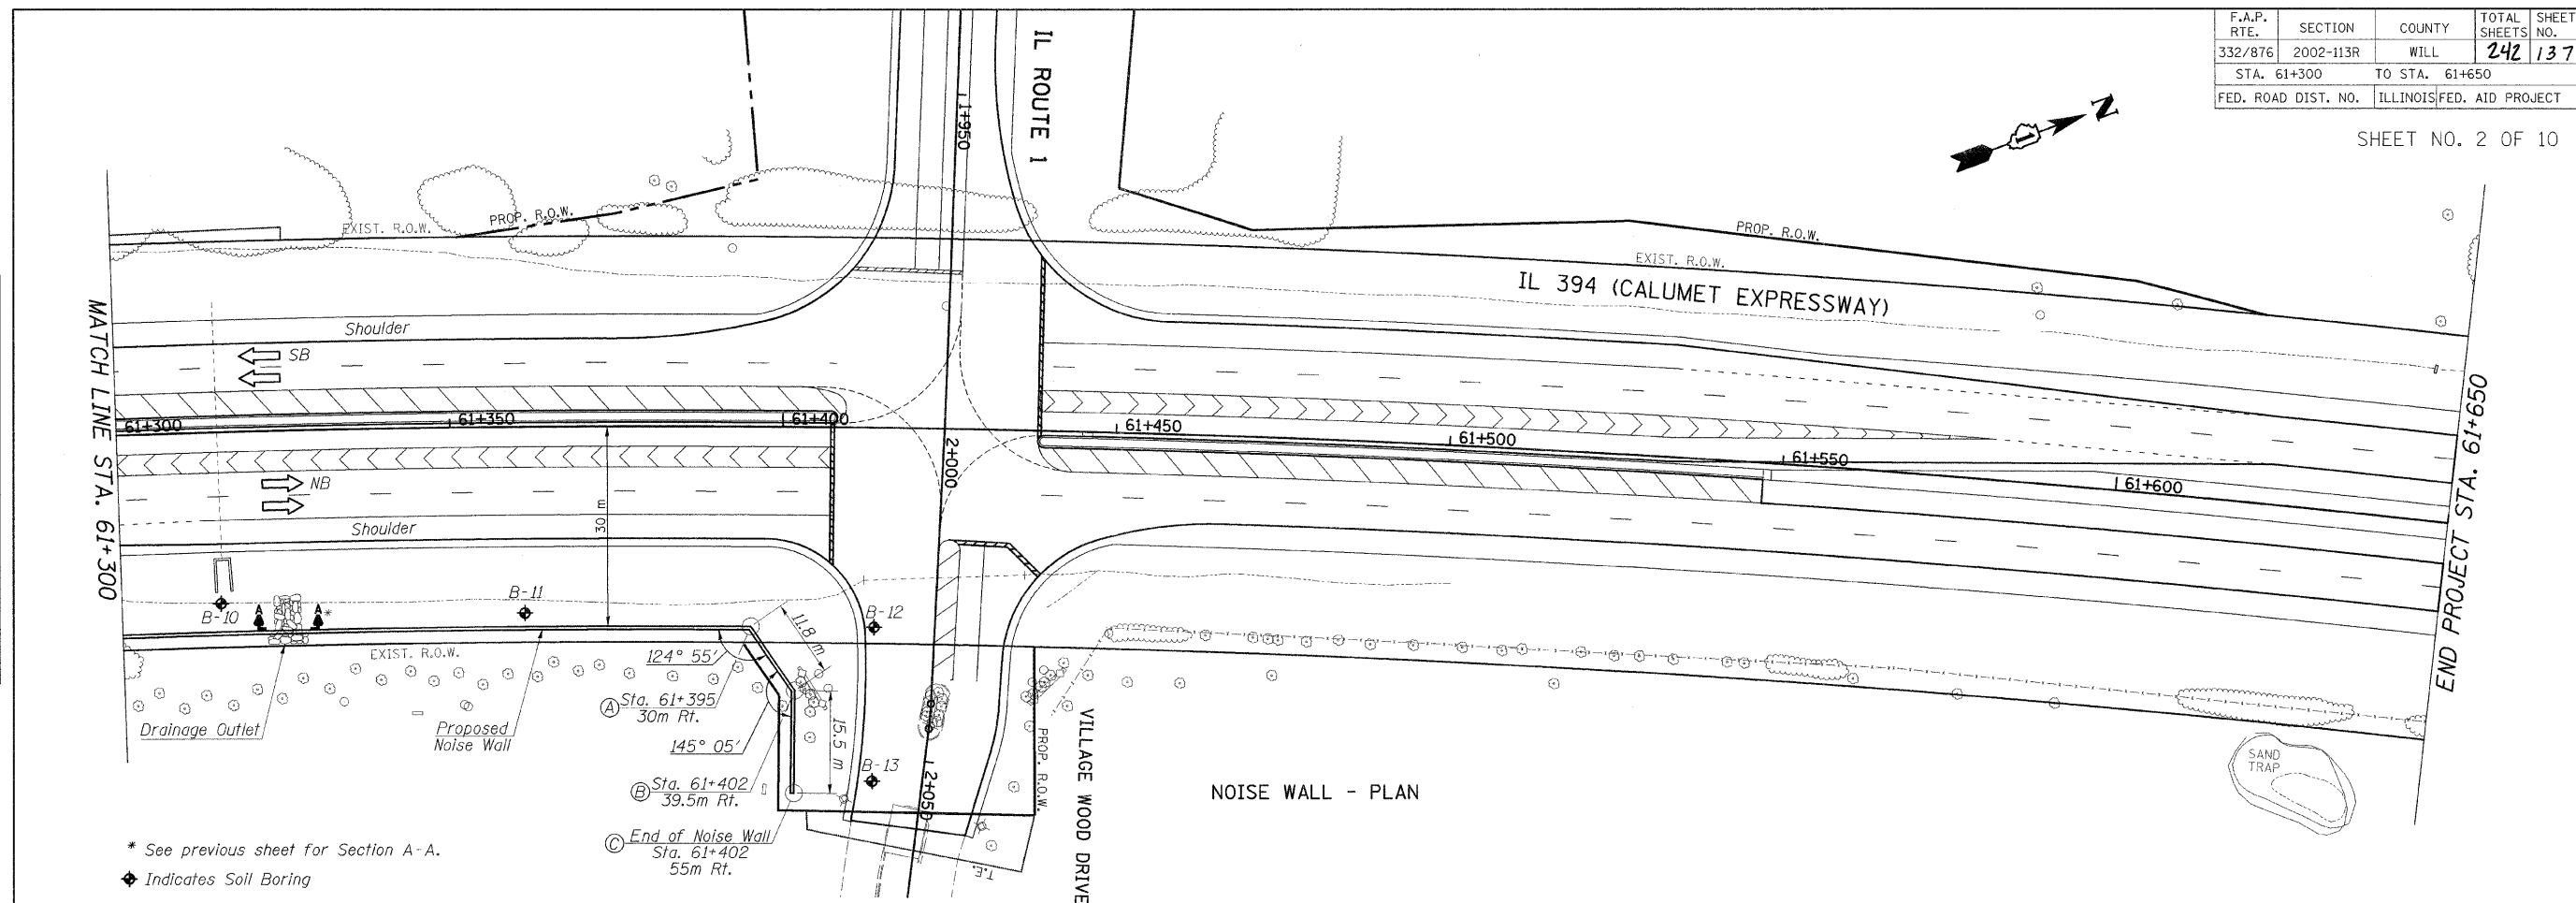 F.A.P. RTE.
SECTION
COUNTY
TOTAL SHEETS
SHEET NO.
332/876
2002-113R
WILL
242
137
STA. 61+300 TO STA. 61+650
FED. ROAD DIST. NO.
ILLINOIS
FED. AID PROJECT
SHEET NO. 2 OF 10
N
1
IL ROUTE 1
1+950
PROP. R.O.W.
EXIST. R.O.W.
PROP. R.O.W.
EXIST. R.O.W.
IL 394 (CALUMET EXPRESSWAY)
MATCH LINE STA. 61+300
Shoulder
SB
61+300
61+350
61+400
61+450
61+500
61+550
61+600
2+000
NB
30 m
Shoulder
END PROJECT STA. 61+650
B-10
A
A*
B-11
B-12
11.8 m
EXIST. R.O.W.
124° 55'
A Sta. 61+395
30m Rt.
Drainage Outlet
Proposed
Noise Wall
145° 05'
15.5 m
B Sta. 61+402
39.5m Rt.
B-13
2+050
PROP. R.O.W.
VILLAGE WOOD DRIVE
SAND
TRAP
NOISE WALL - PLAN
C End of Noise Wall
Sta. 61+402
55m Rt.
T.E.
* See previous sheet for Section A-A.
Indicates Soil Boring